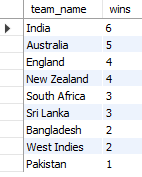 team_name wins
India 6
Australia 5
England 4
New Zealand 4
South Africa 3
Sri Lanka 3
Bangladesh 2
West Indies 2
Pakistan 1